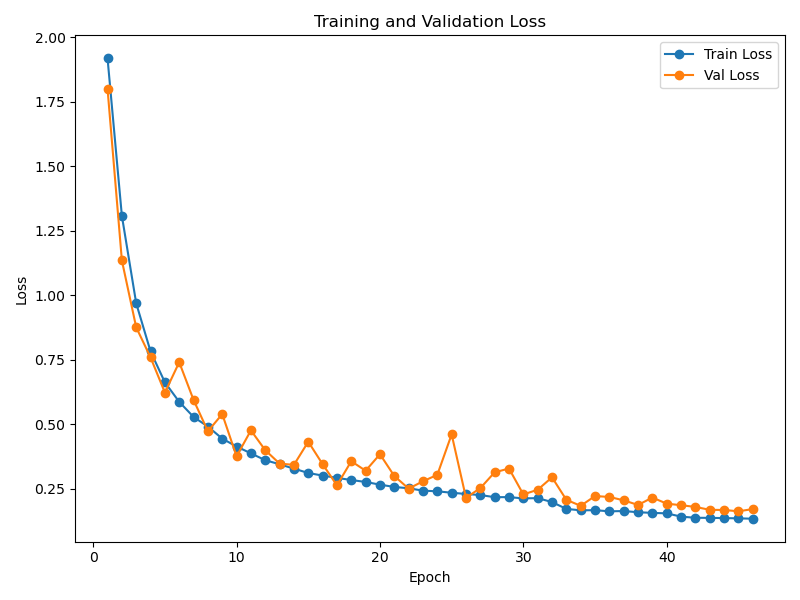 Training and Validation Loss
Train Loss
Val Loss
2.00
1.75
1.50
1.25
1.00
0.75
0.50
0.25
Loss
0 10 20 30 40
Epoch